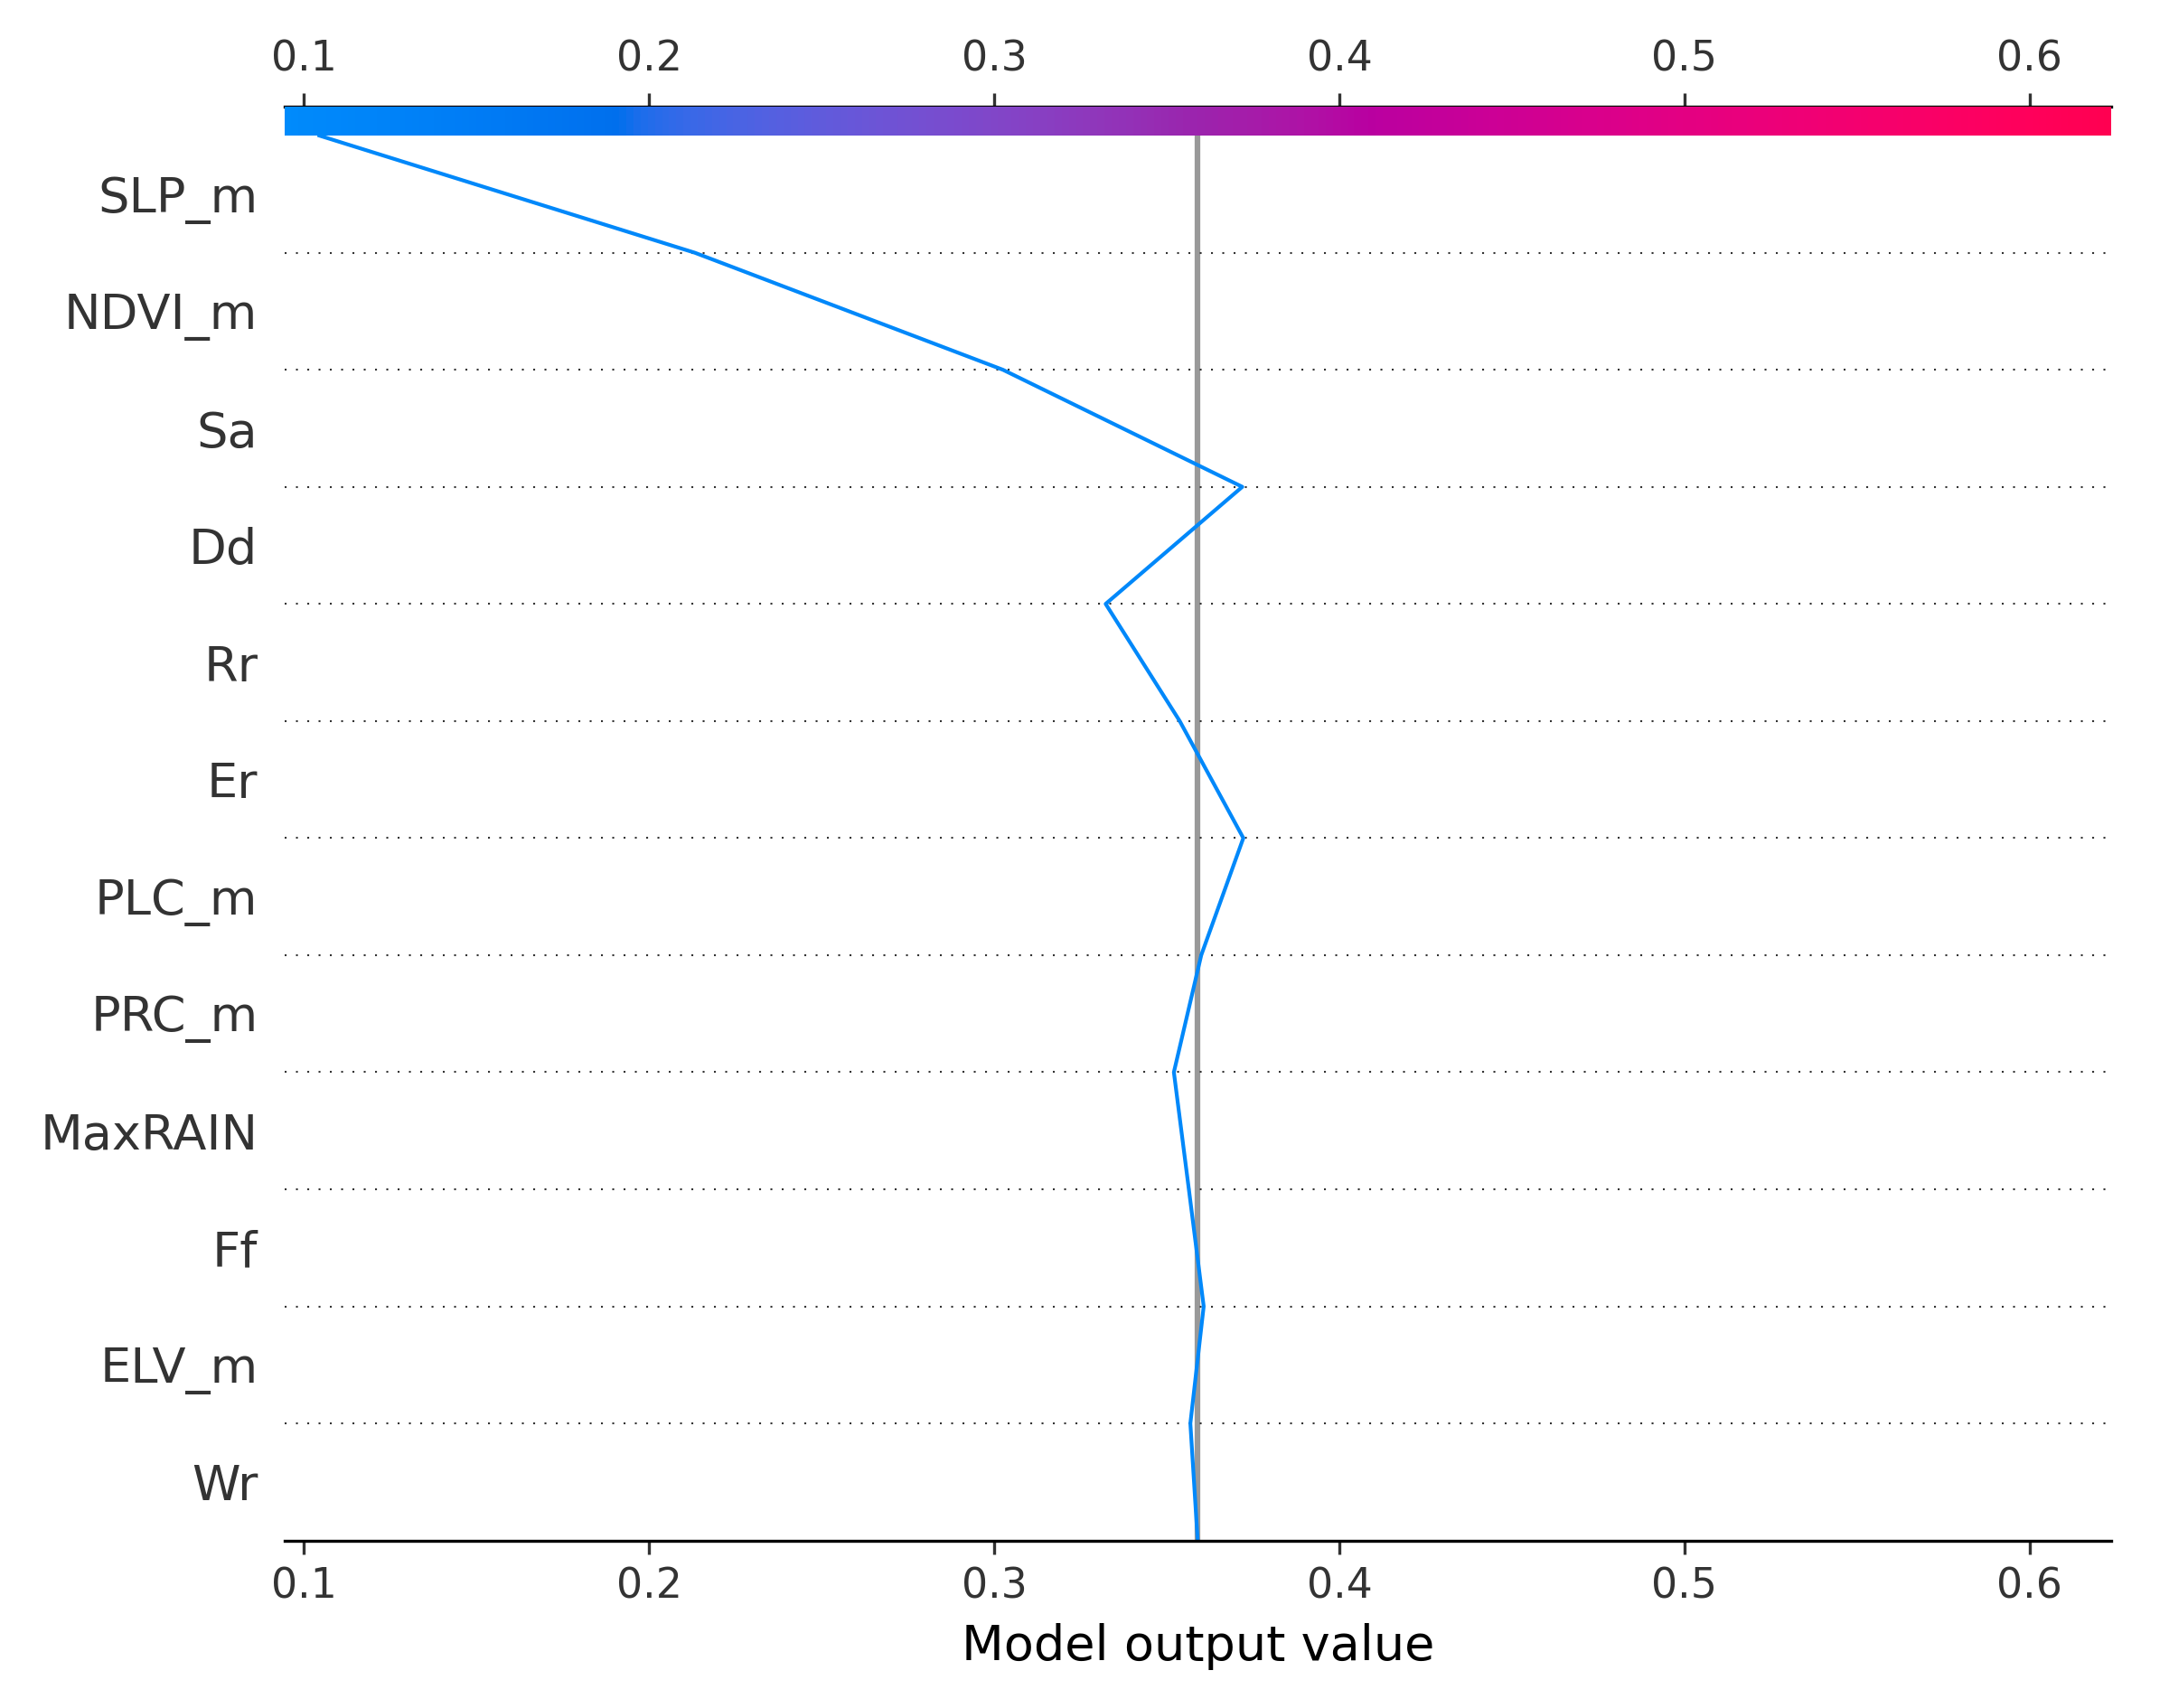 0.1 0.2 0.3 0.4 0.5 0.6
SLP_m
NDVI_m
Sa
Dd
Rr
Er
PLC_m
PRC_m
MaxRAIN
Ff
ELV_m
Wr
0.1 0.2 0.3 0.4 0.5 0.6
Model output value